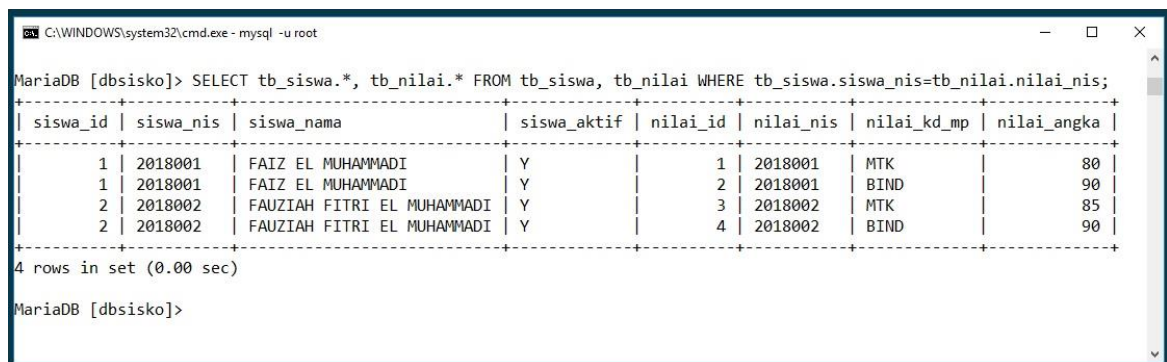 C:\WINDOWS\system32\cmd.exe - mysql -u root
MariaDB [dbsisko]> SELECT tb_siswa.*, tb_nilai.* FROM tb_siswa, tb_nilai WHERE tb_siswa.siswa_nis=tb_nilai.nilai_nis;
+----------+-----------+---------------------------+-------------+----------+-----------+-------------+-------------+
| siswa_id | siswa_nis | siswa_nama                | siswa_aktif | nilai_id | nilai_nis | nilai_kd_mp | nilai_angka |
+----------+-----------+---------------------------+-------------+----------+-----------+-------------+-------------+
|        1 | 2018001   | FAIZ EL MUHAMMADI         | Y           |        1 | 2018001   | MTK         |          80 |
|        1 | 2018001   | FAIZ EL MUHAMMADI         | Y           |        2 | 2018001   | BIND        |          90 |
|        2 | 2018002   | FAUZIAH FITRI EL MUHAMMADI | Y           |        3 | 2018002   | MTK         |          85 |
|        2 | 2018002   | FAUZIAH FITRI EL MUHAMMADI | Y           |        4 | 2018002   | BIND        |          90 |
+----------+-----------+---------------------------+-------------+----------+-----------+-------------+-------------+
4 rows in set (0.00 sec)
MariaDB [dbsisko]>